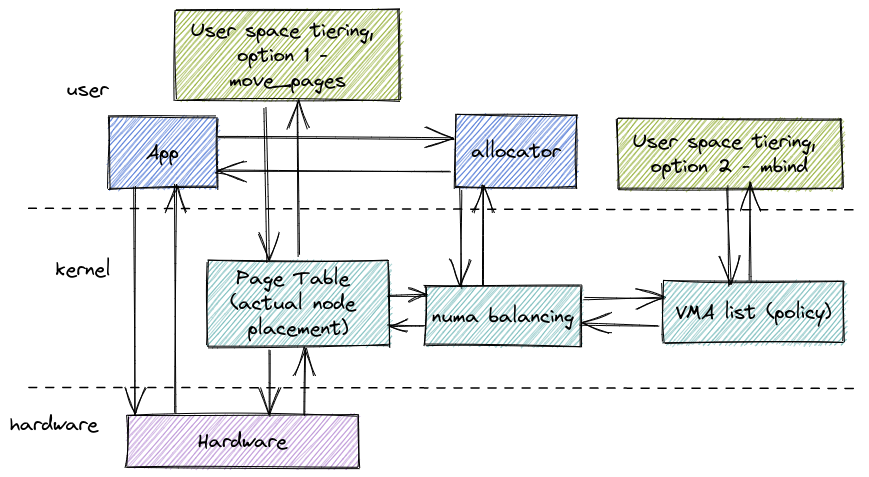 User space tiering,
option 1 -
move_pages
user
App
allocator
User space tiering,
option 2 - mbind
kernel
Page Table
(actual node
placement)
numa balancing
VMA list (policy)
hardware
Hardware